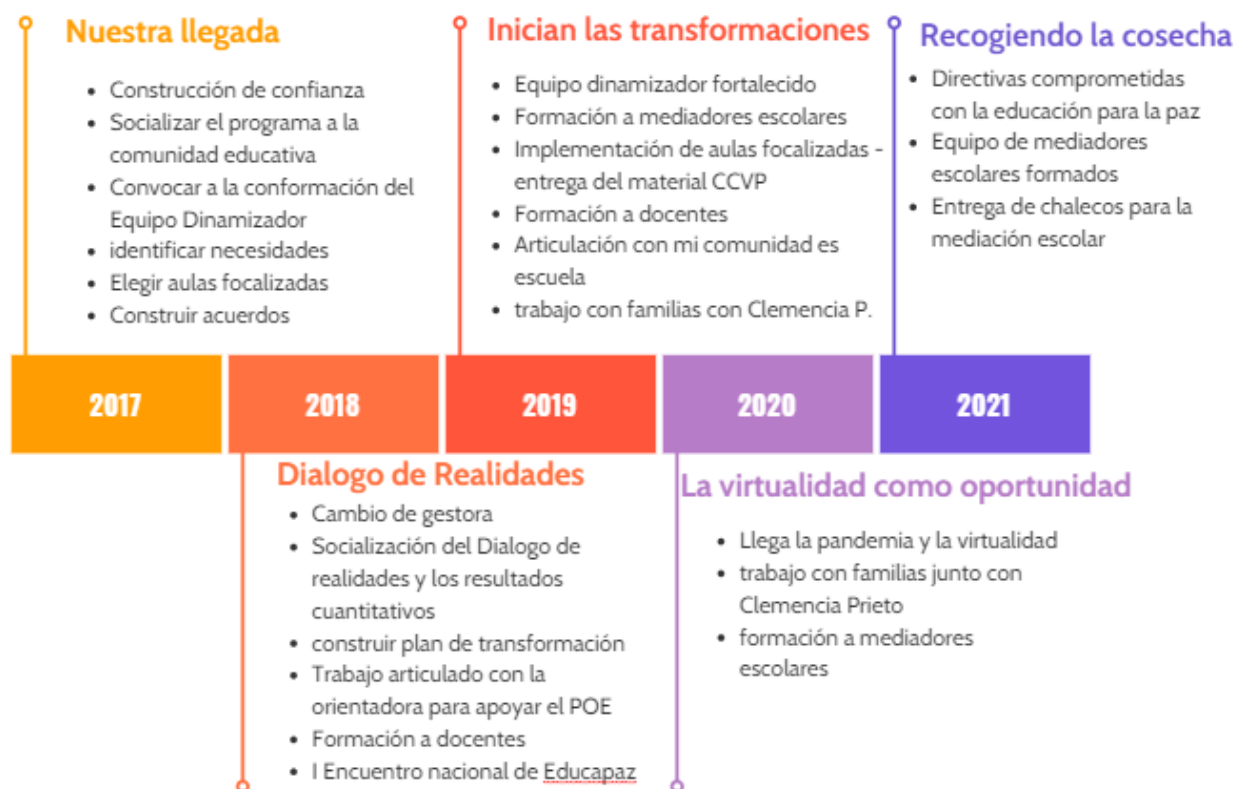 Nuestra llegada
• Construcción de confianza
• Socializar el programa a la
comunidad educativa
• Convocar a la conformación del
Equipo Dinamizador
• identificar necesidades
• Elegir aulas focalizadas
• Construir acuerdos
Inician las transformaciones
• Equipo dinamizador fortalecido
• Formación a mediadores escolares
• Implementación de aulas focalizadas -
entrega del material CCVP
• Formación a docentes
• Articulación con mi comunidad es
escuela
• trabajo con familias con Clemencia P.
Recogiendo la cosecha
• Directivas comprometidas
con la educación para la paz
• Equipo de mediadores
escolares formados
• Entrega de chalecos para la
mediación escolar
2017
2018
2019
2020
2021
Dialogo de Realidades
• Cambio de gestora
• Socialización del Dialogo de
realidades y los resultados
cuantitativos
• construir plan de transformación
• Trabajo articulado con la
orientadora para apoyar el POE
• Formación a docentes
• I Encuentro nacional de Educapaz
La virtualidad como oportunidad
• Llega la pandemia y la virtualidad
• trabajo con familias junto con
Clemencia Prieto
• formación a mediadores
escolares